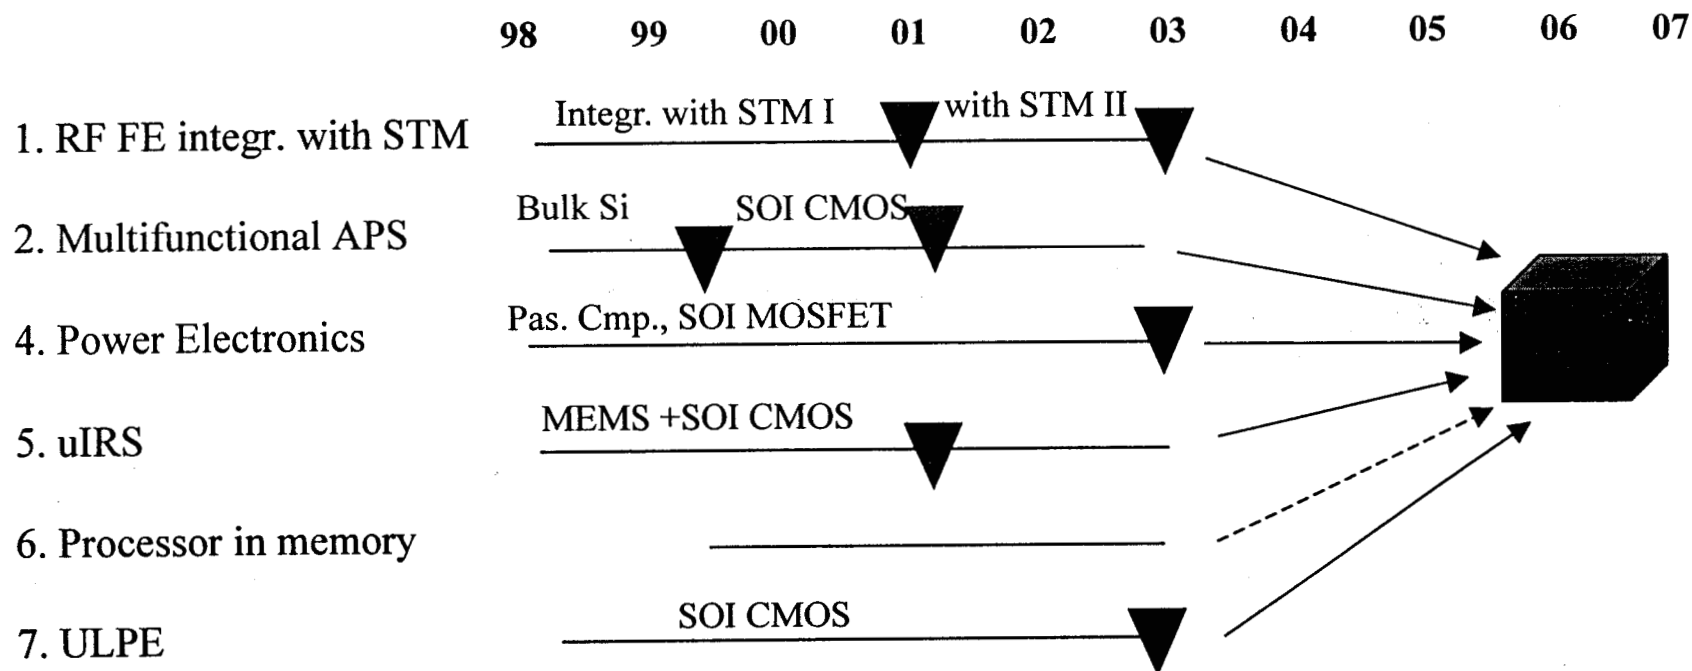 98 99 00 01 02 03 04 05 06 07
1. RF FE integr. with STM
Integr. with STM I
with STM II
2. Multifunctional APS
Bulk Si
SOI CMOS
4. Power Electronics
Pas. Cmp., SOI MOSFET
5. uIRS
MEMS +SOI CMOS
6. Processor in memory
7. ULPE
SOI CMOS